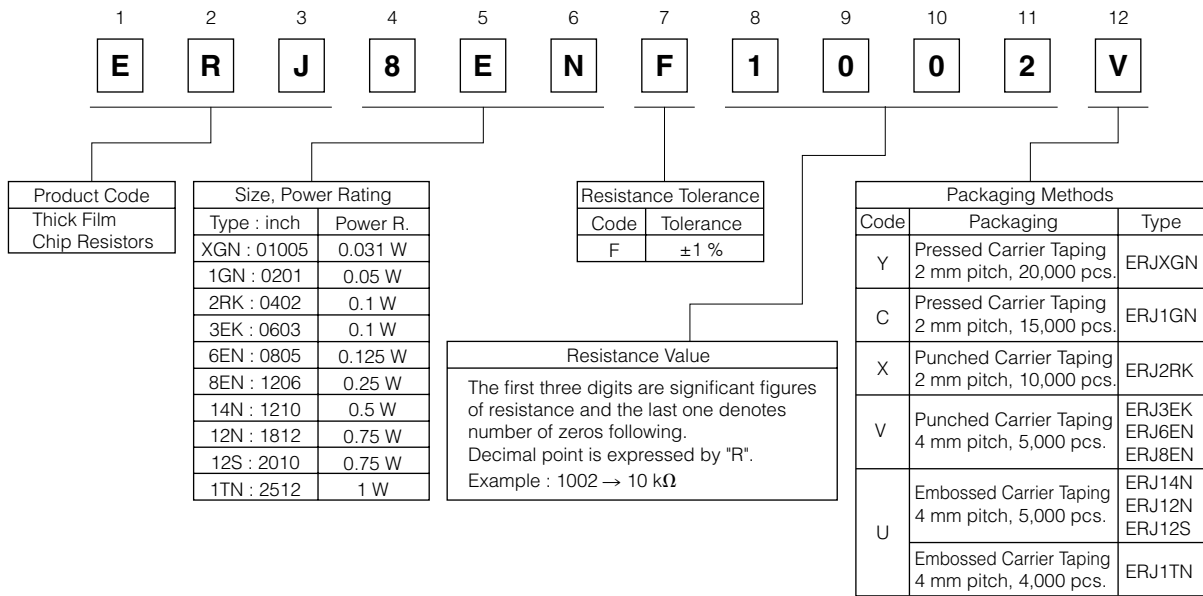 1 2 3 4 5 6 7 8 9 10 11 12
E R J 8 E N F 1 0 0 2 V
Product Code
Thick Film
Chip Resistors
Size, Power Rating
Type : inch Power R.
XGN : 01005 0.031 W
1GN : 0201 0.05 W
2RK : 0402 0.1 W
3EK : 0603 0.1 W
6EN : 0805 0.125 W
8EN : 1206 0.25 W
14N : 1210 0.5 W
12N : 1812 0.75 W
12S : 2010 0.75 W
1TN : 2512 1 W
Resistance Tolerance
Code Tolerance
F ±1 %
Resistance Value
The first three digits are significant figures
of resistance and the last one denotes
number of zeros following.
Decimal point is expressed by "R".
Example : 1002 → 10 kΩ
Packaging Methods
Code Packaging Type
Y Pressed Carrier Taping
2 mm pitch, 20,000 pcs. ERJXGN
C Pressed Carrier Taping
2 mm pitch, 15,000 pcs. ERJ1GN
X Punched Carrier Taping
2 mm pitch, 10,000 pcs. ERJ2RK
V Punched Carrier Taping
4 mm pitch, 5,000 pcs.
ERJ3EK
ERJ6EN
ERJ8EN
U Embossed Carrier Taping
4 mm pitch, 5,000 pcs.
ERJ14N
ERJ12N
ERJ12S
Embossed Carrier Taping
4 mm pitch, 4,000 pcs. ERJ1TN